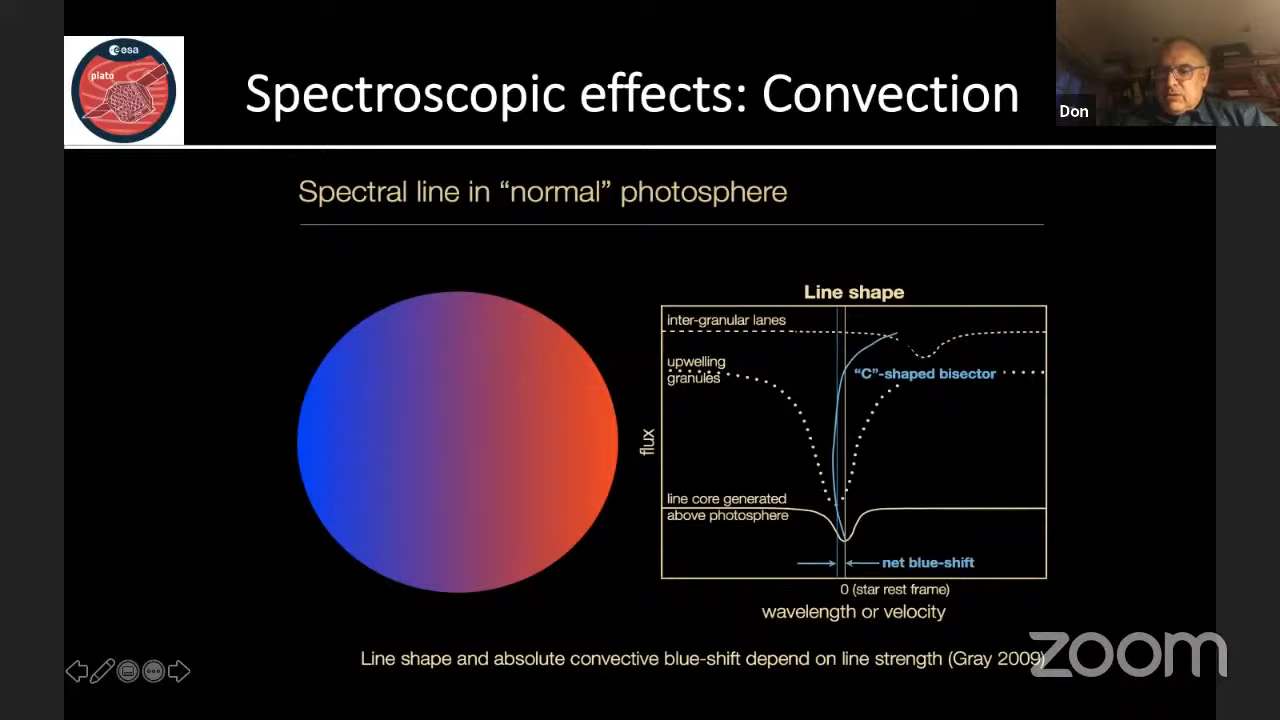 esa
plato
Spectroscopic effects: Convection
Don
Spectral line in “normal” photosphere
Line shape
inter-granular lanes
upwelling
granules
“C”-shaped bisector
flux
line core generated
above photosphere
net blue-shift
0 (star rest frame)
wavelength or velocity
Line shape and absolute convective blue-shift depend on line strength (Gray 2009)
zoom